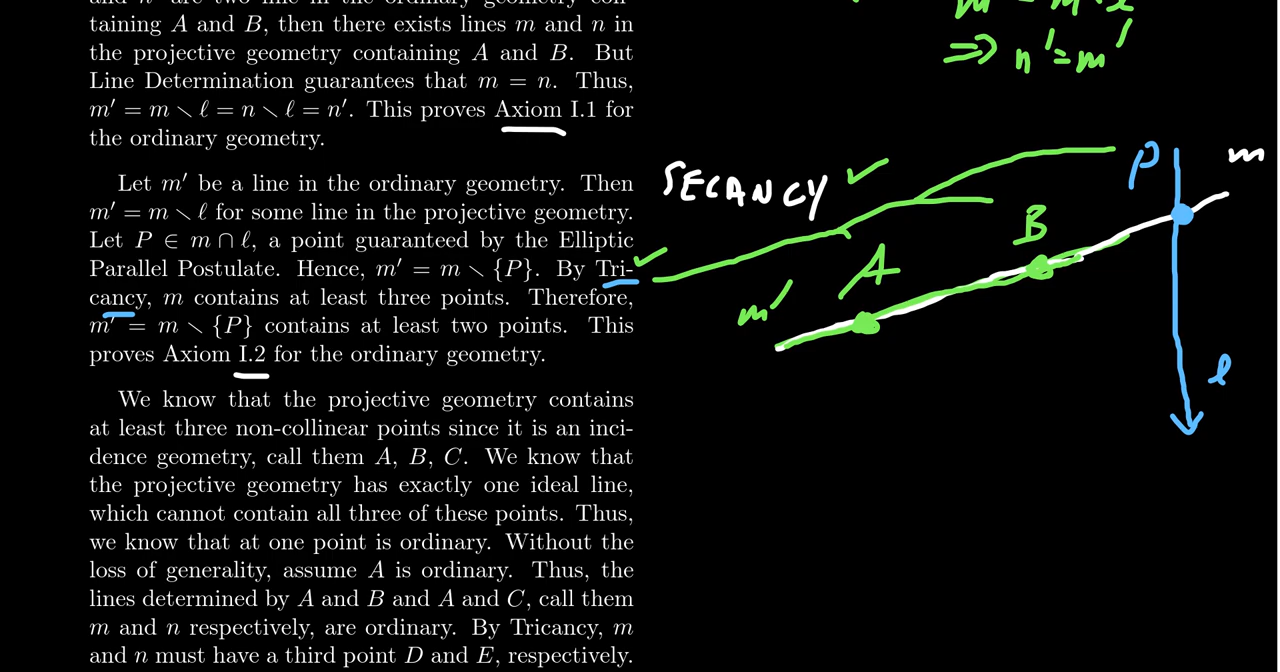 and n′ are two line in the ordinary geometry con-
taining A and B, then there exists lines m and n in
the projective geometry containing A and B. But
Line Determination guarantees that m = n. Thus,
m′ = m ∖ ℓ = n ∖ ℓ = n′. This proves Axiom I.1 for
the ordinary geometry.
Let m′ be a line in the ordinary geometry. Then
m′ = m ∖ ℓ for some line in the projective geometry.
Let P ∈ m ∩ ℓ, a point guaranteed by the Elliptic
Parallel Postulate. Hence, m′ = m ∖ {P}. By Tri-
cancy, m contains at least three points. Therefore,
m′ = m ∖ {P} contains at least two points. This
proves Axiom I.2 for the ordinary geometry.
We know that the projective geometry contains
at least three non-collinear points since it is an inci-
dence geometry, call them A, B, C. We know that
the projective geometry has exactly one ideal line,
which cannot contain all three of these points. Thus,
we know that at one point is ordinary. Without the
loss of generality, assume A is ordinary. Thus, the
lines determined by A and B and A and C, call them
m and n respectively, are ordinary. By Tricancy, m
and n must have a third point D and E, respectively.
⇒ n′ = m′
SECANCY ✓
P
m
B
A
m′
ℓ